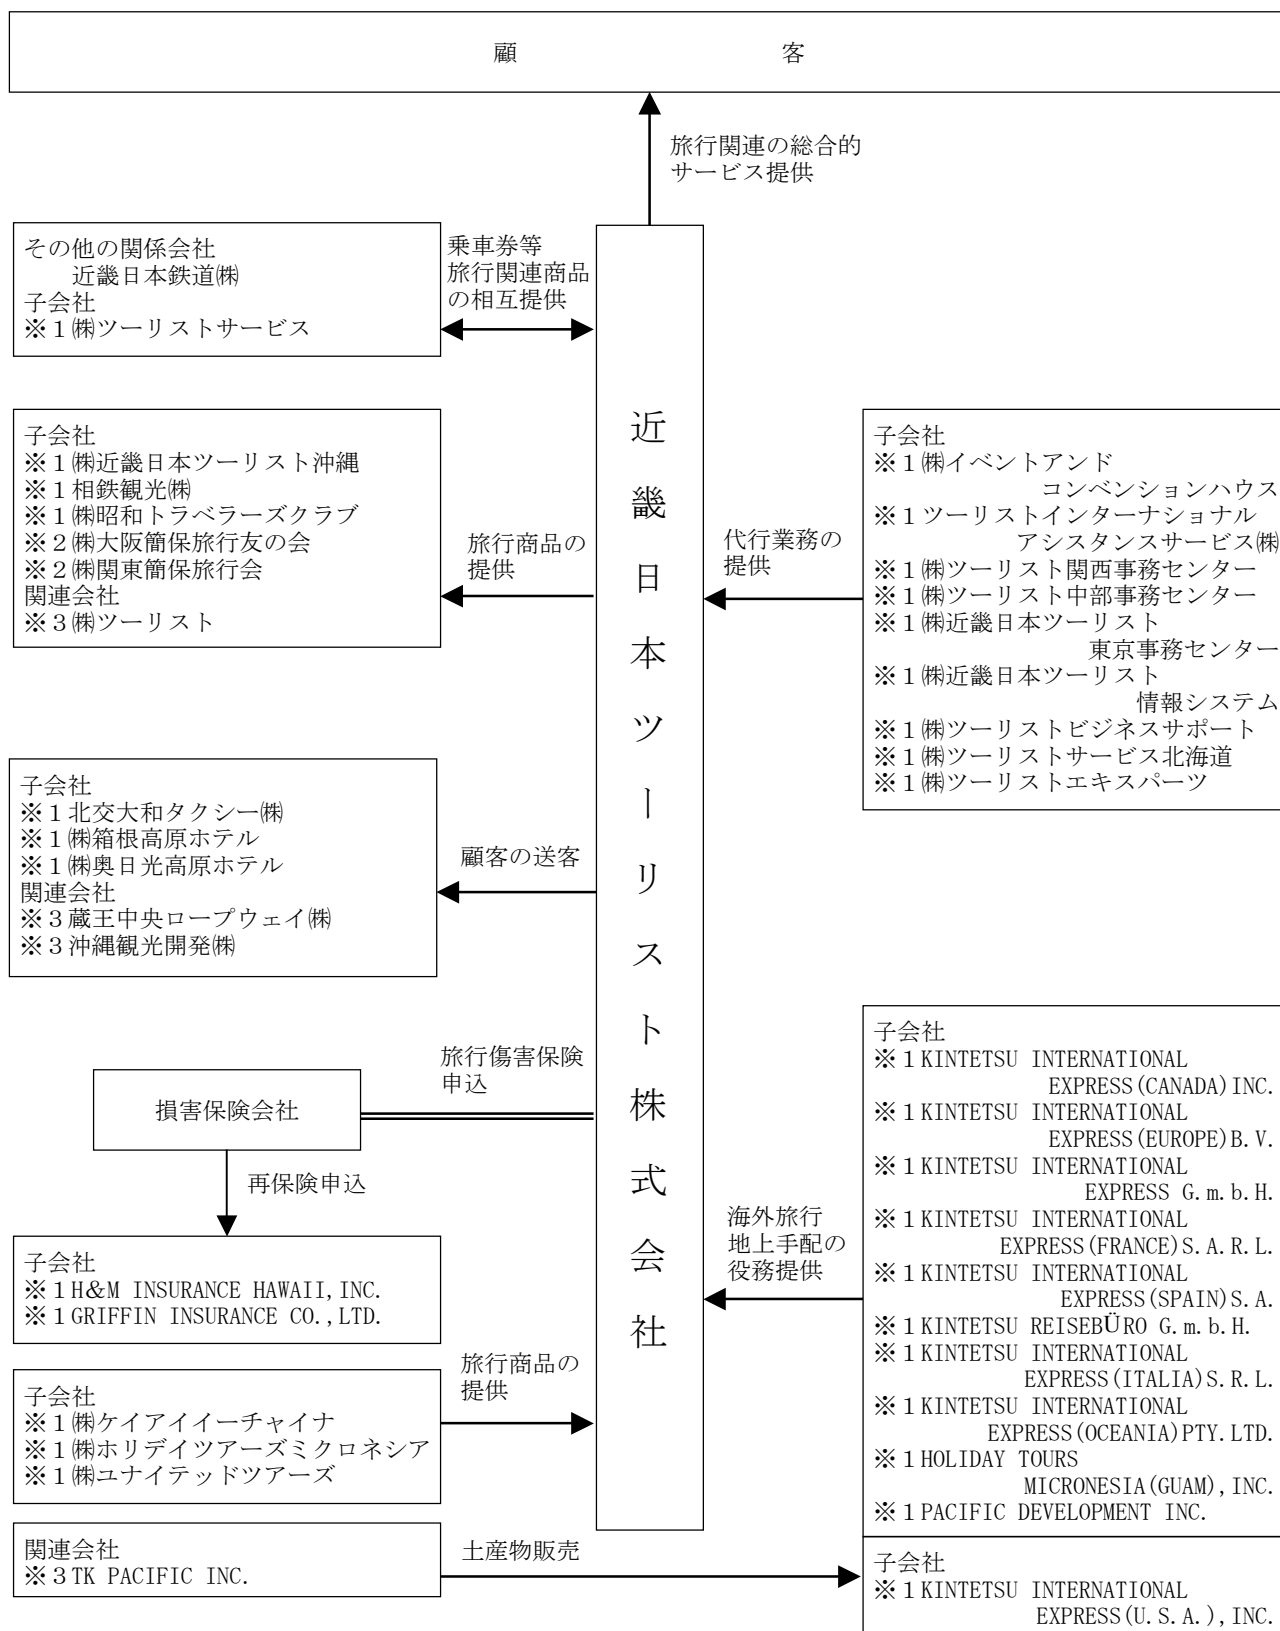 顧 客
旅行関連の総合的
サービス提供
その他の関係会社
近畿日本鉄道㈱
子会社
※1㈱ツーリストサービス
乗車券等
旅行関連商品
の相互提供
近畿日本ツーリスト株式会社
子会社
※1㈱近畿日本ツーリスト沖縄
※1相鉄観光㈱
※1㈱昭和トラベラーズクラブ
※2㈱大阪簡保旅行友の会
※2㈱関東簡保旅行会
関連会社
※3㈱ツーリスト
旅行商品の
提供
代行業務の
提供
子会社
※1㈱イベントアンド
コンベンションハウス
※1ツーリストインターナショナル
アシスタンスサービス㈱
※1㈱ツーリスト関西事務センター
※1㈱ツーリスト中部事務センター
※1㈱近畿日本ツーリスト
東京事務センター
※1㈱近畿日本ツーリスト
情報システム
※1㈱ツーリストビジネスサポート
※1㈱ツーリストサービス北海道
※1㈱ツーリストエキスパーツ
子会社
※1北交大和タクシー㈱
※1㈱箱根高原ホテル
※1㈱奥日光高原ホテル
関連会社
※3蔵王中央ロープウェイ㈱
※3沖縄観光開発㈱
顧客の送客
旅行傷害保険
申込
損害保険会社
再保険申込
子会社
※1H&M INSURANCE HAWAII,INC.
※1GRIFFIN INSURANCE CO.,LTD.
海外旅行
地上手配の
役務提供
子会社
※1KINTETSU INTERNATIONAL
EXPRESS(CANADA)INC.
※1KINTETSU INTERNATIONAL
EXPRESS(EUROPE)B.V.
※1KINTETSU INTERNATIONAL
EXPRESS G.m.b.H.
※1KINTETSU INTERNATIONAL
EXPRESS(FRANCE)S.A.R.L.
※1KINTETSU INTERNATIONAL
EXPRESS(SPAIN)S.A.
※1KINTETSU REISEBÜRO G.m.b.H.
※1KINTETSU INTERNATIONAL
EXPRESS(ITALIA)S.R.L.
※1KINTETSU INTERNATIONAL
EXPRESS(OCEANIA)PTY.LTD.
※1HOLIDAY TOURS
MICRONESIA(GUAM),INC.
※1PACIFIC DEVELOPMENT INC.
子会社
※1㈱ケイアイイーチャイナ
※1㈱ホリデイツアーズミクロネシア
※1㈱ユナイテッドツアーズ
旅行商品の
提供
関連会社
※3TK PACIFIC INC.
土産物販売
子会社
※1KINTETSU INTERNATIONAL
EXPRESS(U.S.A.),INC.